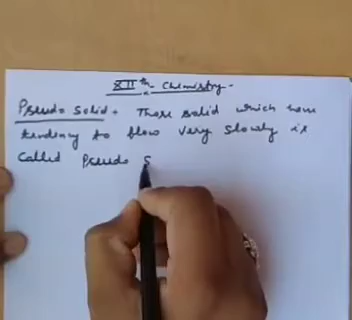 XII th Chemistry.
Pseudo Solid - Those solid which have
tendency to flow very slowly is
called Pseudo S